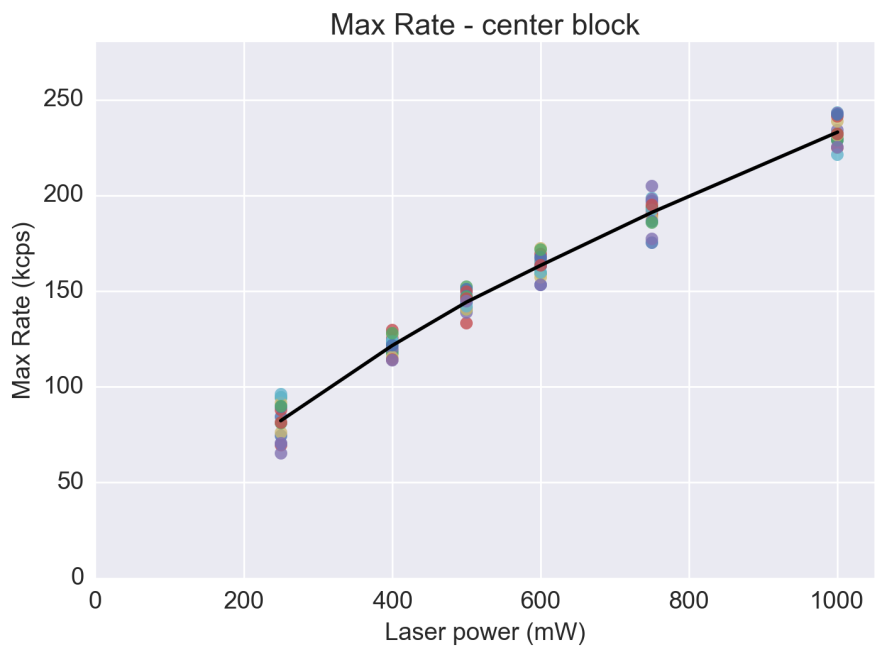 Max Rate - center block
Max Rate (kcps)
250
200
150
100
50
0
0 200 400 600 800 1000
Laser power (mW)